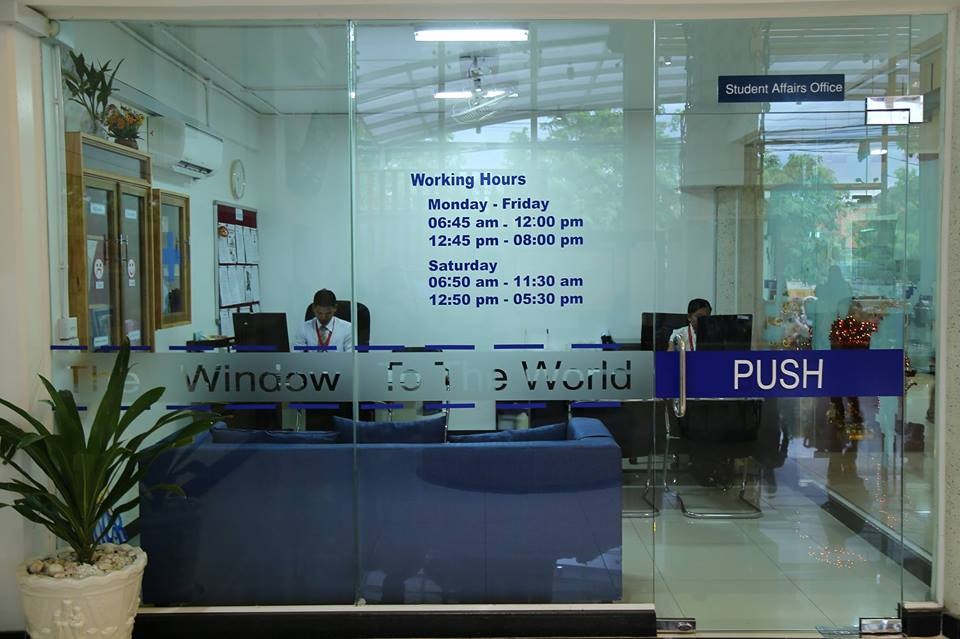 Student Affairs Office
Working Hours
Monday - Friday
06:45 am - 12:00 pm
12:45 pm - 08:00 pm
Saturday
06:50 am - 11:30 am
12:50 pm - 05:30 pm
The Window To The World
PUSH